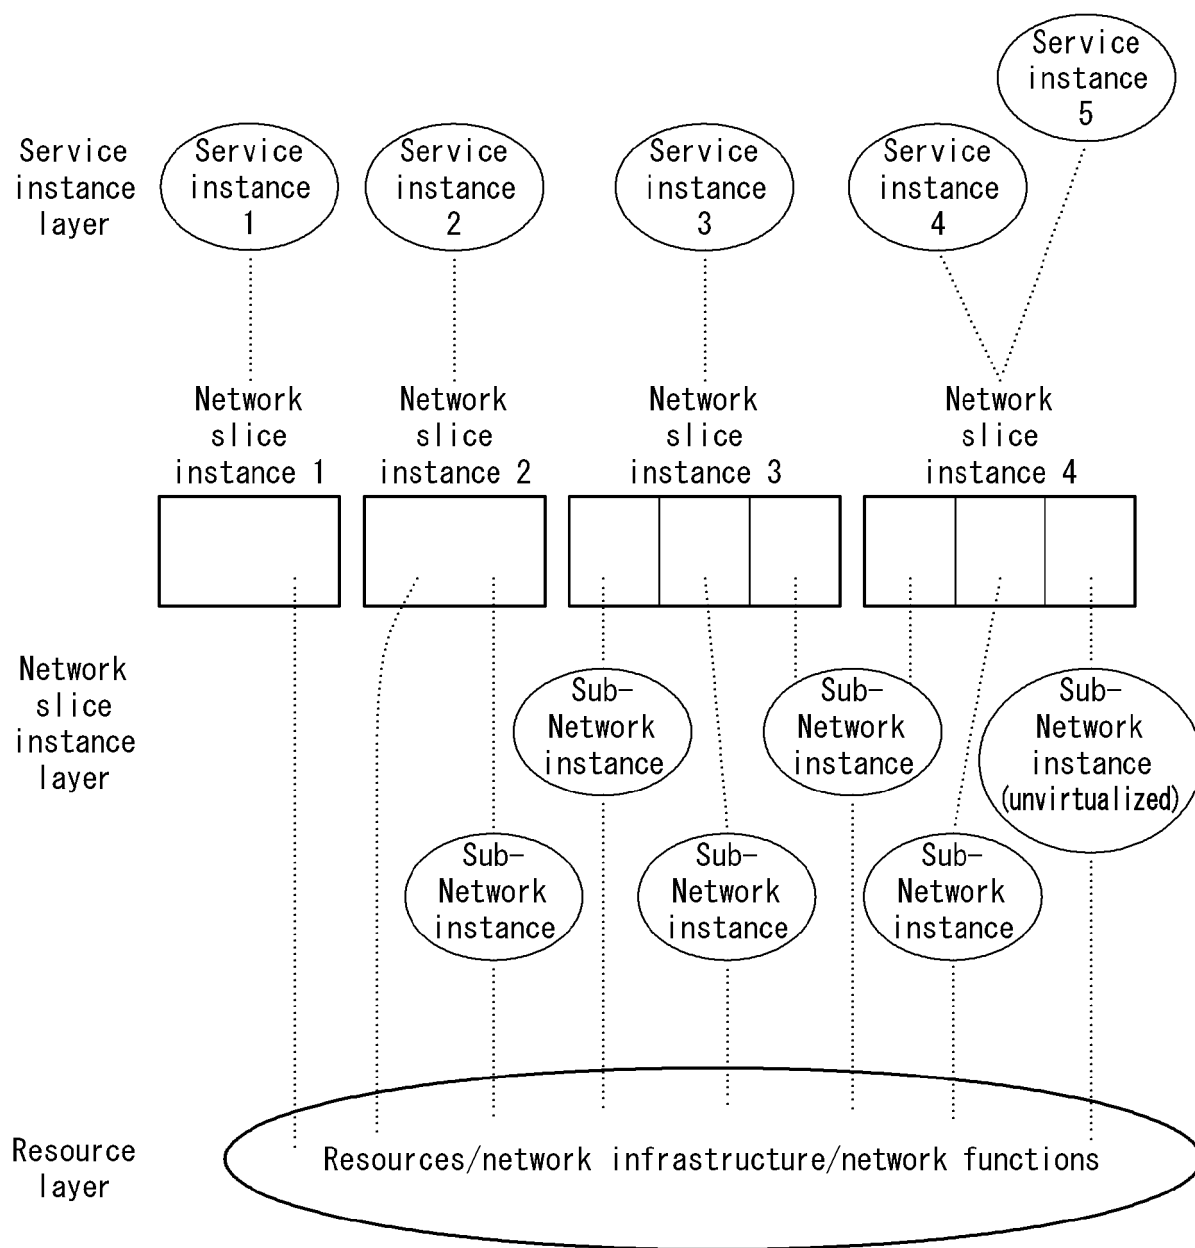 Service
instance
5
Service
instance
layer
Service
instance
1
Service
instance
2
Service
instance
3
Service
instance
4
Network
slice
instance 1
Network
slice
instance 2
Network
slice
instance 3
Network
slice
instance 4
Network
slice
instance
layer
Sub-
Network
instance
Sub-
Network
instance
Sub-
Network
instance
(unvirtualized)
Sub-
Network
instance
Sub-
Network
instance
Sub-
Network
instance
Resource
layer
Resources/network infrastructure/network functions